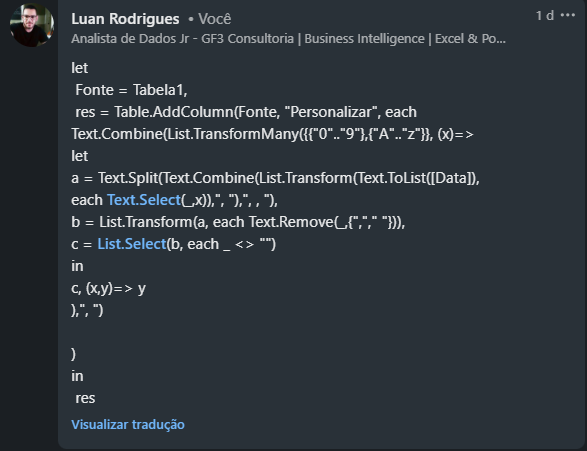 Luan Rodrigues • Você
1 d
Analista de Dados Jr - GF3 Consultoria | Business Intelligence | Excel & Po...
let
Fonte = Tabela1,
res = Table.AddColumn(Fonte, "Personalizar", each
Text.Combine(List.TransformMany({{"0".."9"},{"A".."z"}}, (x)=>
let
a = Text.Split(Text.Combine(List.Transform(Text.ToList([Data]),
each Text.Select(_,x)),", "),", , "),
b = List.Transform(a, each Text.Remove(_,{","," "})),
c = List.Select(b, each _ <> "")
in
c, (x,y)=> y
),", ")
)
in
res
Visualizar tradução